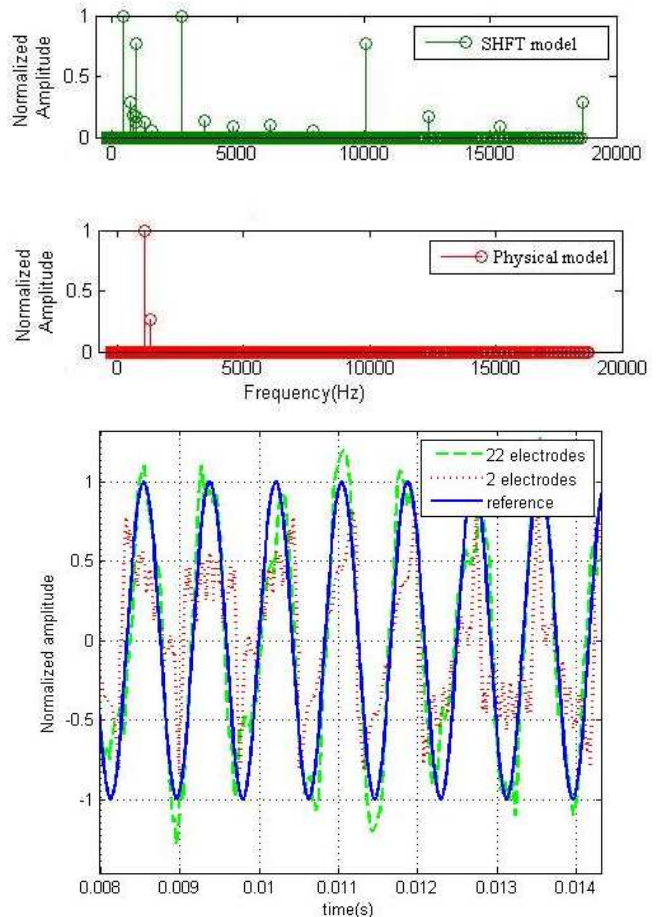 Normalized
Amplitude
1
0.5
0
SHFT model
0
5000
10000
15000
20000
Normalized
Amplitude
1
0.5
0
Physical model
0
5000
10000
15000
20000
Frequency(Hz)
Normalized amplitude
1
0.5
0
-0.5
-1
22 electrodes
2 electrodes
reference
0.008
0.009
0.01
0.011
0.012
0.013
0.014
time(s)